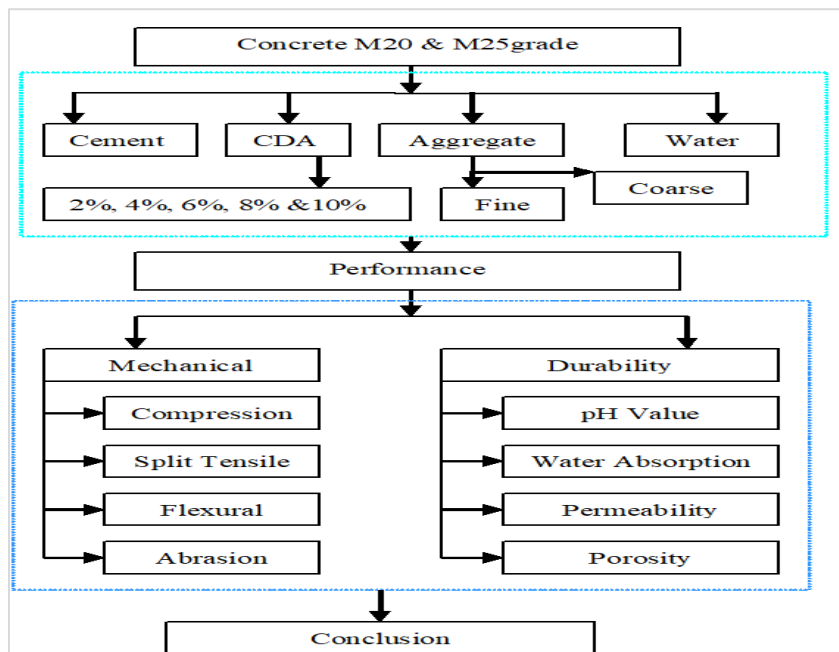 Concrete M20 & M25grade
Cement
CDA
Aggregate
Water
2%, 4%, 6%, 8% &10%
Fine
Coarse
Performance
Mechanical
Durability
Compression
pH Value
Split Tensile
Water Absorption
Flexural
Permeability
Abrasion
Porosity
Conclusion